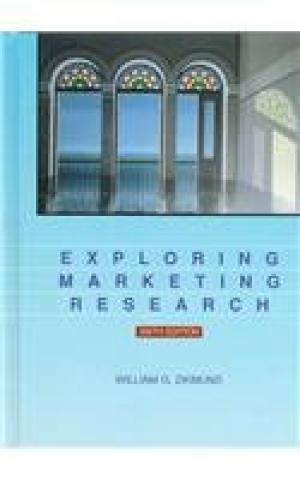 EXPLORING
MARKETING
RESEARCH
SIXTH EDITION
WILLIAM G. ZIKMUND